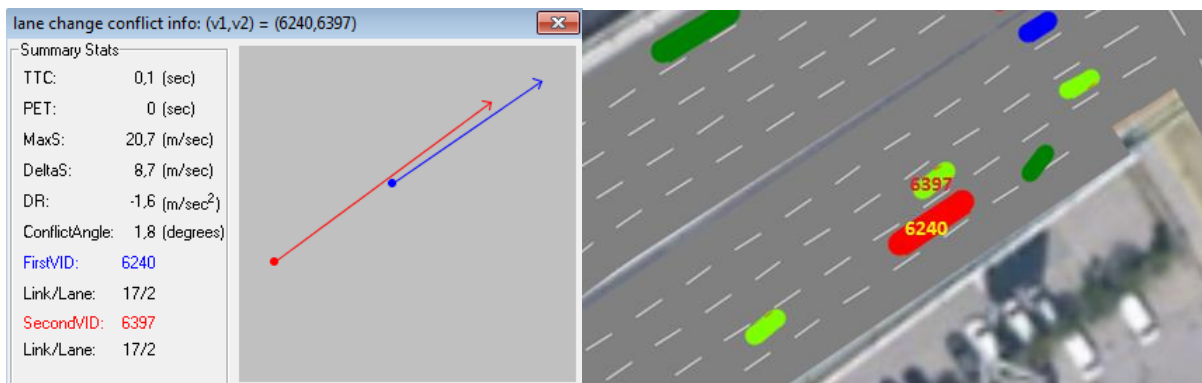 lane change conflict info: (v1,v2) = (6240,6397)
Summary Stats
TTC: 0,1 (sec)
PET: 0 (sec)
MaxS: 20,7 (m/sec)
DeltaS: 8,7 (m/sec)
DR: -1,6 (m/sec²)
ConflictAngle: 1,8 (degrees)
FirstVID: 6240
Link/Lane: 17/2
SecondVID: 6397
Link/Lane: 17/2
6397
6240